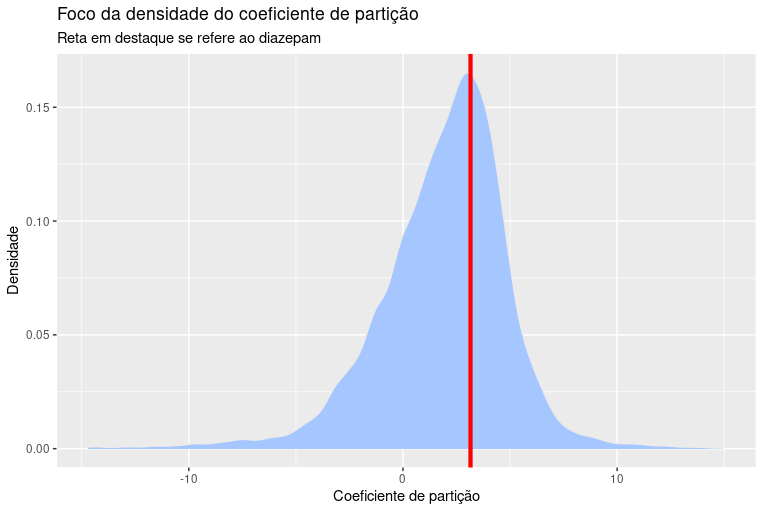 Foco da densidade do coeficiente de partição
Reta em destaque se refere ao diazepam
Densidade
0.15
0.10
0.05
0.00
-10
0
10
Coeficiente de partição